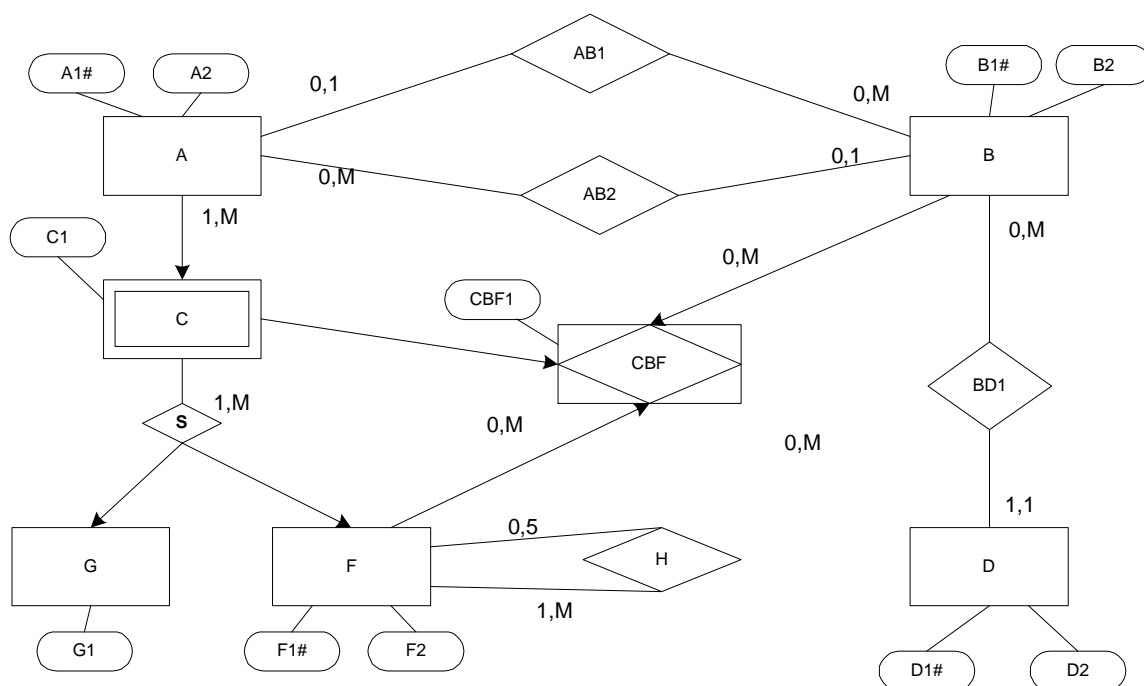 AB1
A1#
A2
B1#
B2
0,1
0,M
A
B
0,M
0,1
AB2
1,M
C1
0,M
0,M
CBF1
C
CBF
BD1
1,M
S
0,M
0,M
1,1
0,5
G
F
H
D
1,M
G1
F1#
F2
D1#
D2